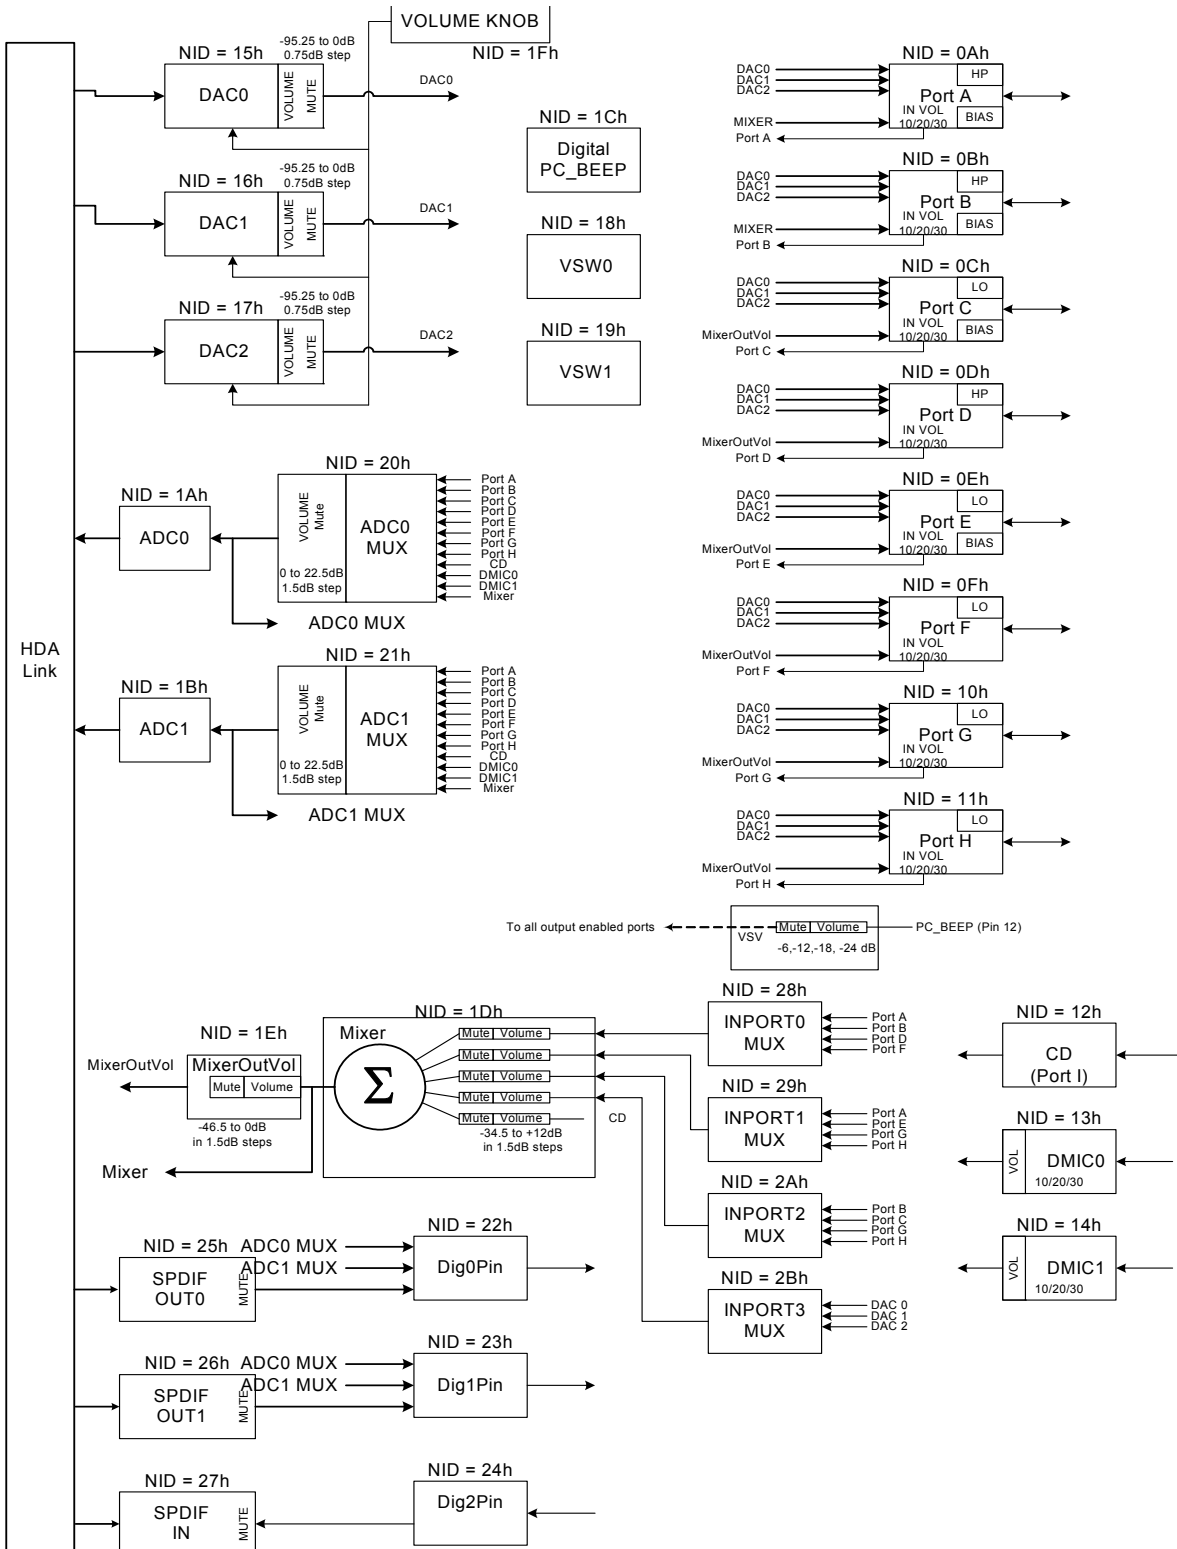 VOLUME KNOB
NID = 1Fh
NID = 15h
-95.25 to 0dB
0.75dB step
DAC0
VOLUME
MUTE
DAC0
NID = 16h
-95.25 to 0dB
0.75dB step
DAC1
VOLUME
MUTE
DAC1
NID = 17h
-95.25 to 0dB
0.75dB step
DAC2
VOLUME
MUTE
DAC2
NID = 1Ch
Digital
PC_BEEP
NID = 18h
VSW0
NID = 19h
VSW1
NID = 0Ah
DAC0
DAC1
DAC2
MIXER
Port A
HP
Port A
IN VOL
10/20/30
BIAS
NID = 0Bh
DAC0
DAC1
DAC2
MIXER
Port B
HP
Port B
IN VOL
10/20/30
BIAS
NID = 0Ch
DAC0
DAC1
DAC2
MixerOutVol
Port C
LO
Port C
IN VOL
10/20/30
BIAS
NID = 0Dh
DAC0
DAC1
DAC2
MixerOutVol
Port D
HP
Port D
IN VOL
10/20/30
NID = 0Eh
DAC0
DAC1
DAC2
MixerOutVol
Port E
LO
Port E
IN VOL
10/20/30
BIAS
NID = 0Fh
DAC0
DAC1
DAC2
MixerOutVol
Port F
LO
Port F
IN VOL
10/20/30
NID = 10h
DAC0
DAC1
DAC2
MixerOutVol
Port G
LO
Port G
IN VOL
10/20/30
NID = 11h
DAC0
DAC1
DAC2
MixerOutVol
Port H
LO
Port H
IN VOL
10/20/30
HDA
Link
NID = 1Ah
ADC0
NID = 20h
VOLUME
Mute
0 to 22.5dB
1.5dB step
ADC0
MUX
Port A
Port B
Port C
Port D
Port E
Port F
Port G
Port H
CD
DMIC0
DMIC1
Mixer
ADC0 MUX
NID = 1Bh
ADC1
NID = 21h
VOLUME
Mute
0 to 22.5dB
1.5dB step
ADC1
MUX
Port A
Port B
Port C
Port D
Port E
Port F
Port G
Port H
CD
DMIC0
DMIC1
Mixer
ADC1 MUX
To all output enabled ports
VSV
Mute Volume
-6,-12,-18, -24 dB
PC_BEEP (Pin 12)
NID = 1Eh
MixerOutVol
MixerOutVol
Mute Volume
-46.5 to 0dB
in 1.5dB steps
Mixer
NID = 1Dh
Mixer
Σ
Mute Volume
Mute Volume
Mute Volume
Mute Volume
Mute Volume
-34.5 to +12dB
in 1.5dB steps
CD
NID = 28h
INPORT0
MUX
Port A
Port B
Port D
Port F
NID = 29h
INPORT1
MUX
Port A
Port E
Port G
Port H
NID = 2Ah
INPORT2
MUX
Port B
Port C
Port G
Port H
NID = 2Bh
INPORT3
MUX
DAC 0
DAC 1
DAC 2
NID = 12h
CD
(Port I)
NID = 13h
VOL
DMIC0
10/20/30
NID = 14h
VOL
DMIC1
10/20/30
NID = 25h
SPDIF
OUT0
MUTE
ADC0 MUX
ADC1 MUX
NID = 22h
Dig0Pin
NID = 26h
SPDIF
OUT1
MUTE
ADC0 MUX
ADC1 MUX
NID = 23h
Dig1Pin
NID = 27h
SPDIF
IN
MUTE
NID = 24h
Dig2Pin